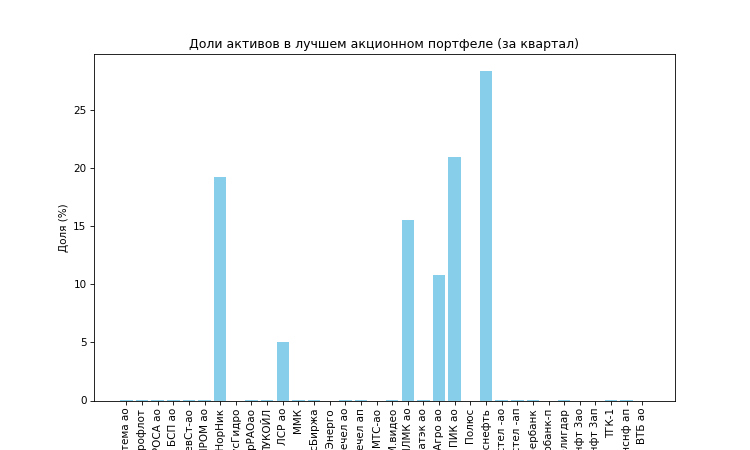 Доли активов в лучшем акционном портфеле (за квартал)
Доля (%)
25
20
15
10
5
0
тема ао
рофлот
РОСА ао
БСП ао
евСт-ао
ПРОМ ао
НорНик
сГидро
рРАОао
ЛУКОЙЛ
ЛСР ао
ММК
сБиржа
Энерго
ечел ао
ечел ап
МТС-ао
М.видео
ЛМК ао
атэк ао
Агро ао
ПИК ао
Полюс
снефть
стел -ао
стел -ап
ербанк
рбанк-п
лигдар
нфт 3ао
нфт 3ап
ТГК-1
нснф ап
ВТБ ао